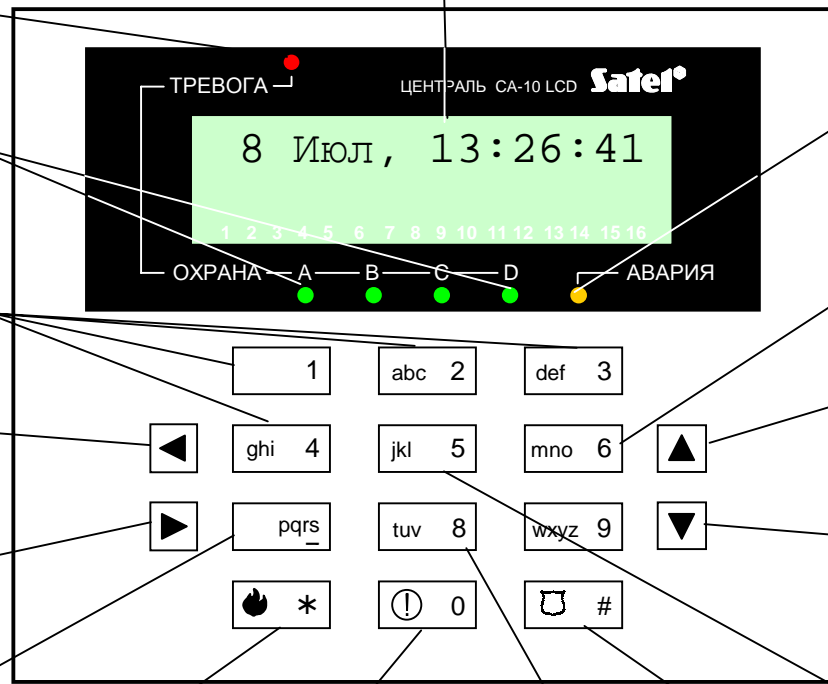 ТРЕВОГА
ЦЕНТРАЛЬ CA-10 LCD Satel®
8 Июл, 13:26:41
1 2 3 4 5 6 7 8 9 10 11 12 13 14 15 16
ОХРАНА A B C D АВАРИЯ
1 abc 2 def 3
ghi 4 jkl 5 mno 6
pqrs tuv 8 wxyz 9
* 0 #